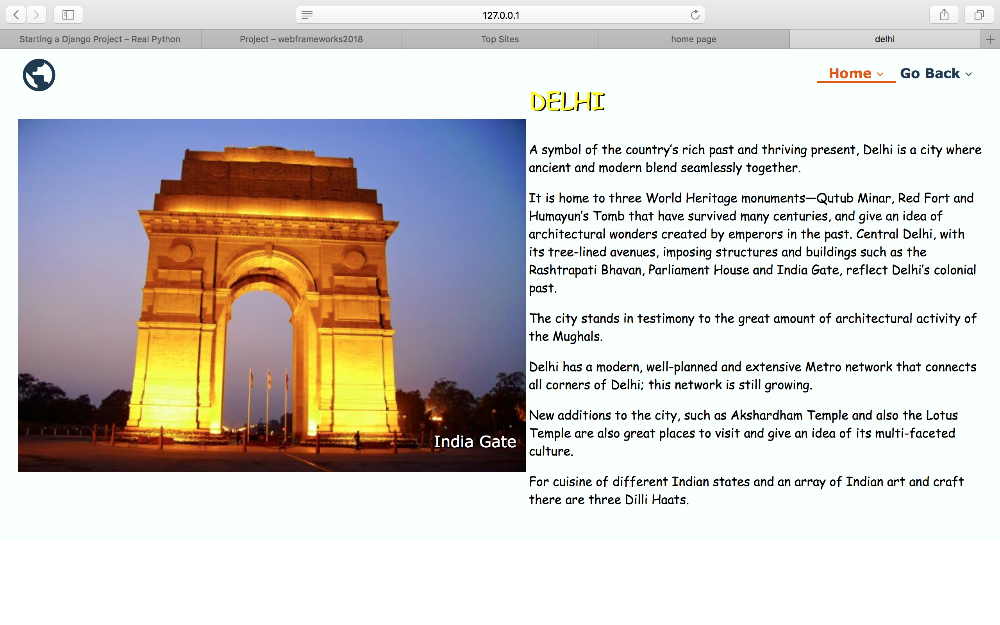 127.0.0.1
Starting a Django Project – Real Python
Project – webframeworks2018
Top Sites
home page
delhi
Home
Go Back
DELHI
A symbol of the country’s rich past and thriving present, Delhi is a city where
ancient and modern blend seamlessly together.
It is home to three World Heritage monuments—Qutub Minar, Red Fort and
Humayun’s Tomb that have survived many centuries, and give an idea of
architectural wonders created by emperors in the past. Central Delhi, with
its tree-lined avenues, imposing structures and buildings such as the
Rashtrapati Bhavan, Parliament House and India Gate, reflect Delhi’s colonial
past.
The city stands in testimony to the great amount of architectural activity of
the Mughals.
Delhi has a modern, well-planned and extensive Metro network that connects
all corners of Delhi; this network is still growing.
New additions to the city, such as Akshardham Temple and also the Lotus
Temple are also great places to visit and give an idea of its multi-faceted
culture.
For cuisine of different Indian states and an array of Indian art and craft
there are three Dilli Haats.
India Gate